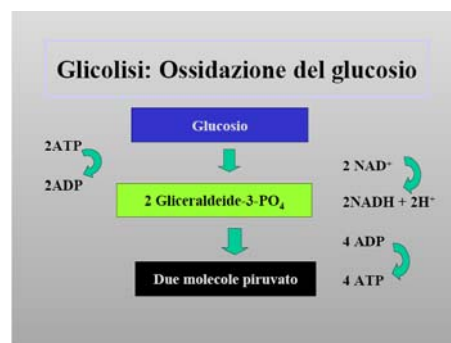 Glicolisi: Ossidazione del glucosio
Glucosio
2ATP
2ADP
2 NAD⁺
2NADH + 2H⁺
2 Gliceraldeide-3-PO₄
4 ADP
4 ATP
Due molecole piruvato